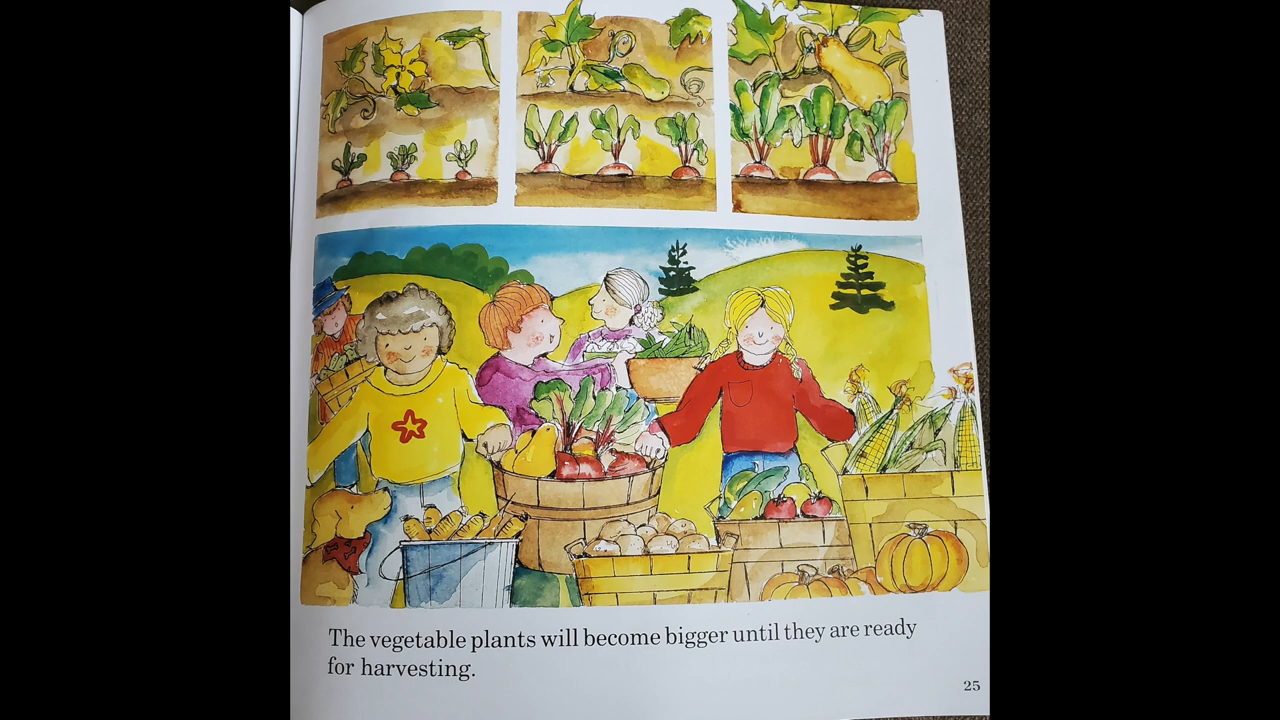 The vegetable plants will become bigger until they are ready
for harvesting.
25